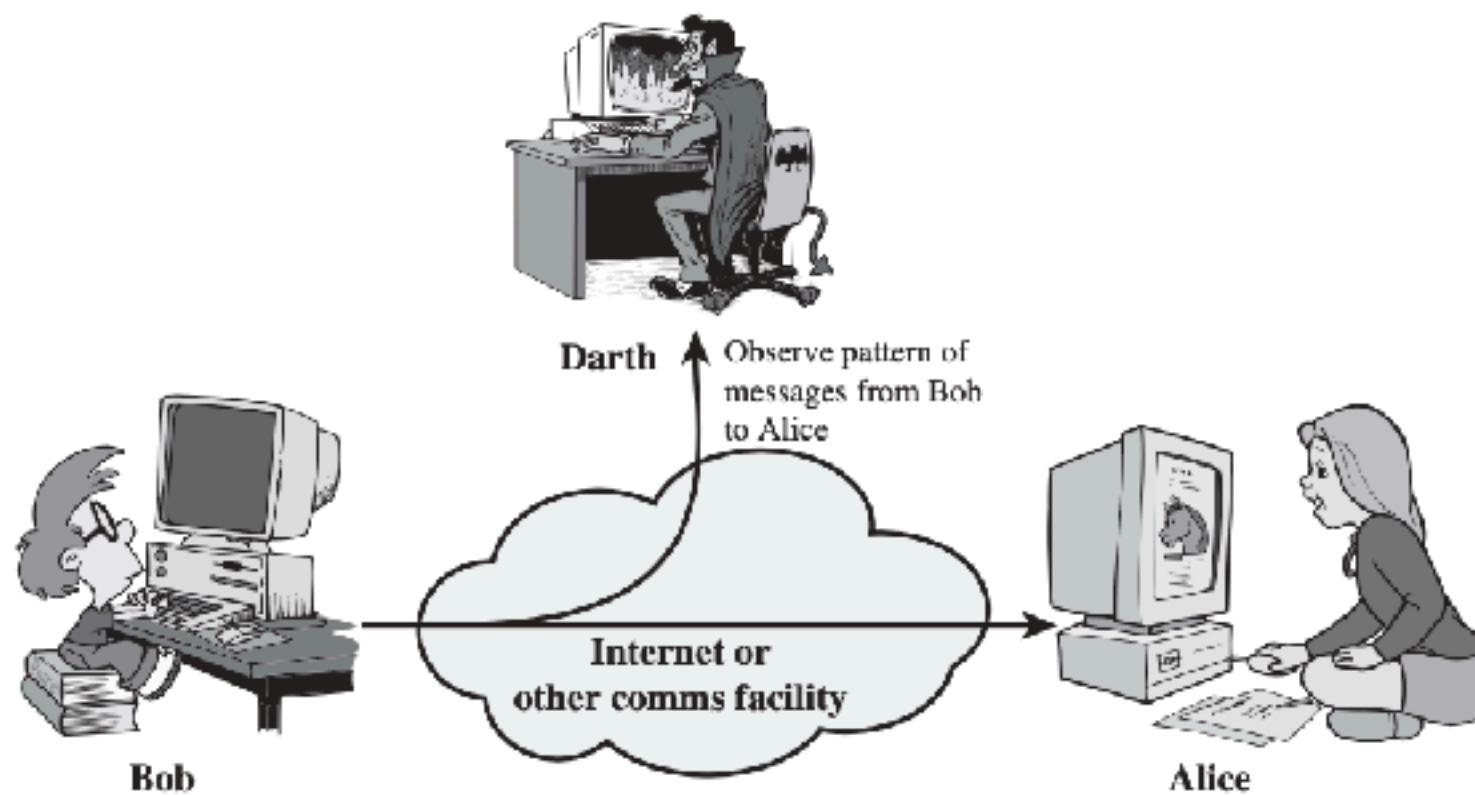 Darth
Observe pattern of
messages from Bob
to Alice
Internet or
other comms facility
Bob
Alice